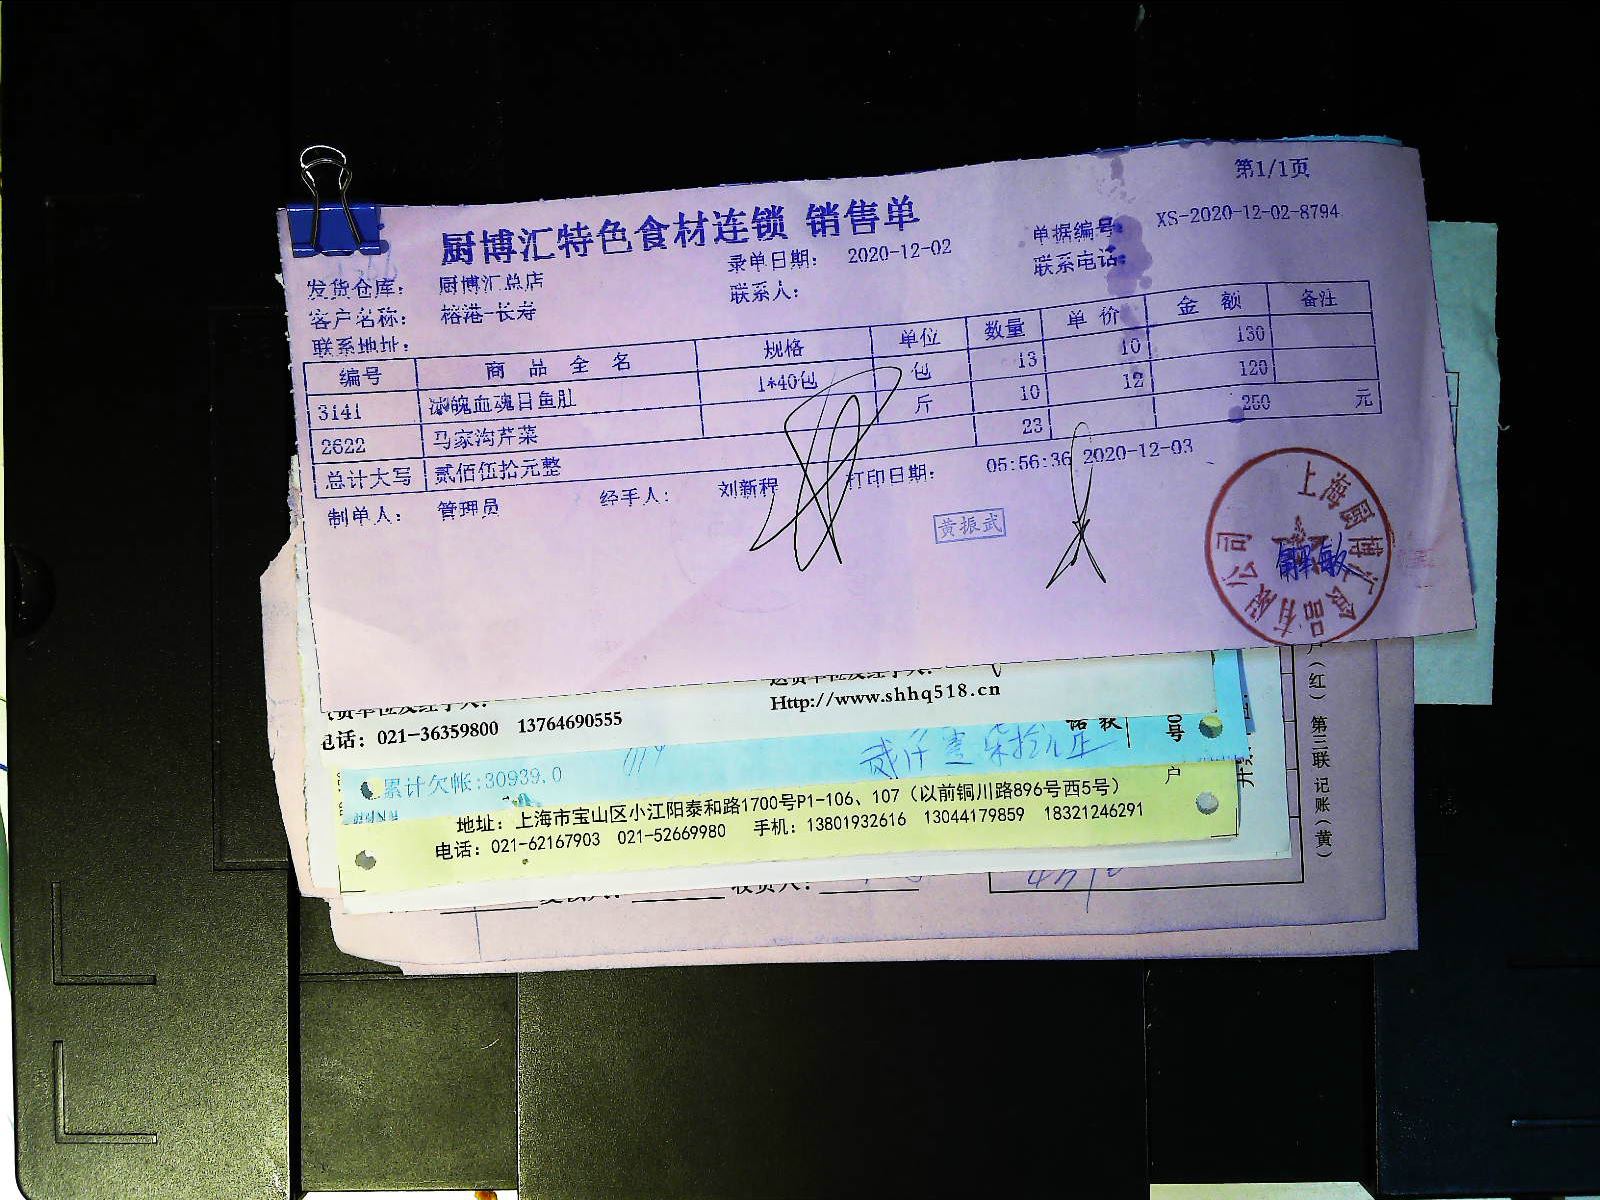 第1/1页
厨博汇特色食材连锁 销售单
单据编号: XS-2020-12-02-8794
录单日期: 2020-12-02
联系电话:
发货仓库: 厨博汇总店
联系人:
客户名称: 榕港-长寿
联系地址:
编号 商 品 全 名 规格 单位 数量 单 价 金 额 备注
3141 冰魄血魂目鱼肚 1*40包 包 13 10 130
2622 马家沟芹菜 斤 10 12 120
总计大写 贰佰伍拾元整 23 250 元
制单人: 管理员 经手人: 刘新程 打印日期: 05:56:36 2020-12-03
黄振武
上海厨博汇食品有限公司
Http://www.shhq518.cn
电话: 021-36359800 13764690555
累计欠帐:30939.0
地址: 上海市宝山区小江阳泰和路1700号P1-106、107 (以前铜川路896号西5号)
电话: 021-62167903 021-52669980 手机: 13801932616 13044179859 18321246291
收货人:
户(红) 第三联 记账(黄)